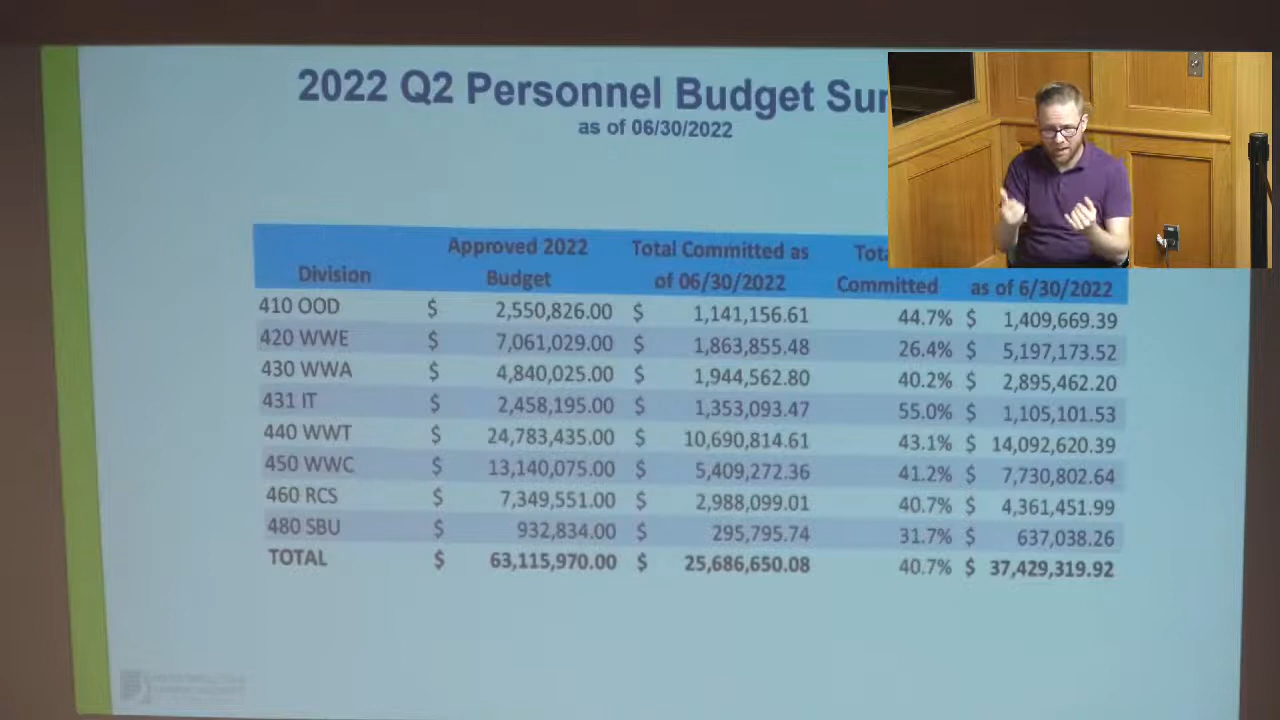 2022 Q2 Personnel Budget
as of 06/30/2022
Division Approved 2022 Budget Total Committed as of 06/30/2022 Committed as of 6/30/2022
410 OOD $ 2,550,826.00 $ 1,141,156.61 44.7% $ 1,409,669.39
420 WWE $ 7,061,029.00 $ 1,863,855.48 26.4% $ 5,197,173.52
430 WWA $ 4,840,025.00 $ 1,944,562.80 40.2% $ 2,895,462.20
431 IT $ 2,458,195.00 $ 1,353,093.47 55.0% $ 1,105,101.53
440 WWT $ 24,783,435.00 $ 10,690,814.61 43.1% $ 14,092,620.39
450 WWC $ 13,140,075.00 $ 5,409,272.36 41.2% $ 7,730,802.64
460 RCS $ 7,349,551.00 $ 2,988,099.01 40.7% $ 4,361,451.99
480 SBU $ 932,834.00 $ 295,795.74 31.7% $ 637,038.26
TOTAL $ 63,115,970.00 $ 25,686,650.08 40.7% $ 37,429,319.92